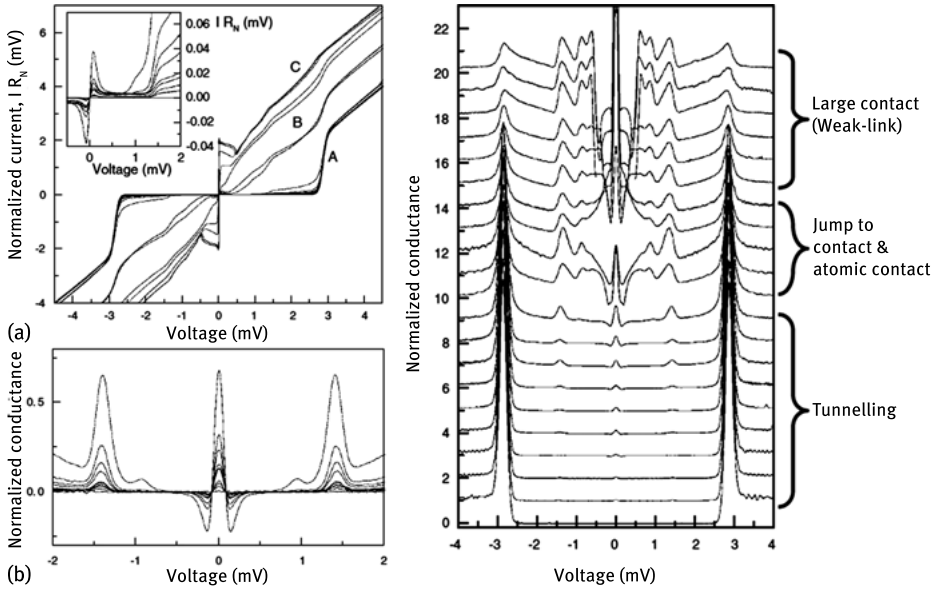 Normalized current, I R_N (mV)
6
4
2
0
-2
-4
-4
-3
-2
-1
0
1
2
3
4
Voltage (mV)
I R_N (mV)
0.06
0.04
0.02
0.00
-0.02
-0.04
-2
0
2
Voltage (mV)
C
B
A
(a)
Normalized conductance
0.5
0.0
-2
-1
0
1
2
Voltage (mV)
(b)
Normalized conductance
22
20
18
16
14
12
10
8
6
4
2
0
-4
-3
-2
-1
0
1
2
3
4
Voltage (mV)
Large contact
(Weak-link)
Jump to
contact &
atomic contact
Tunnelling